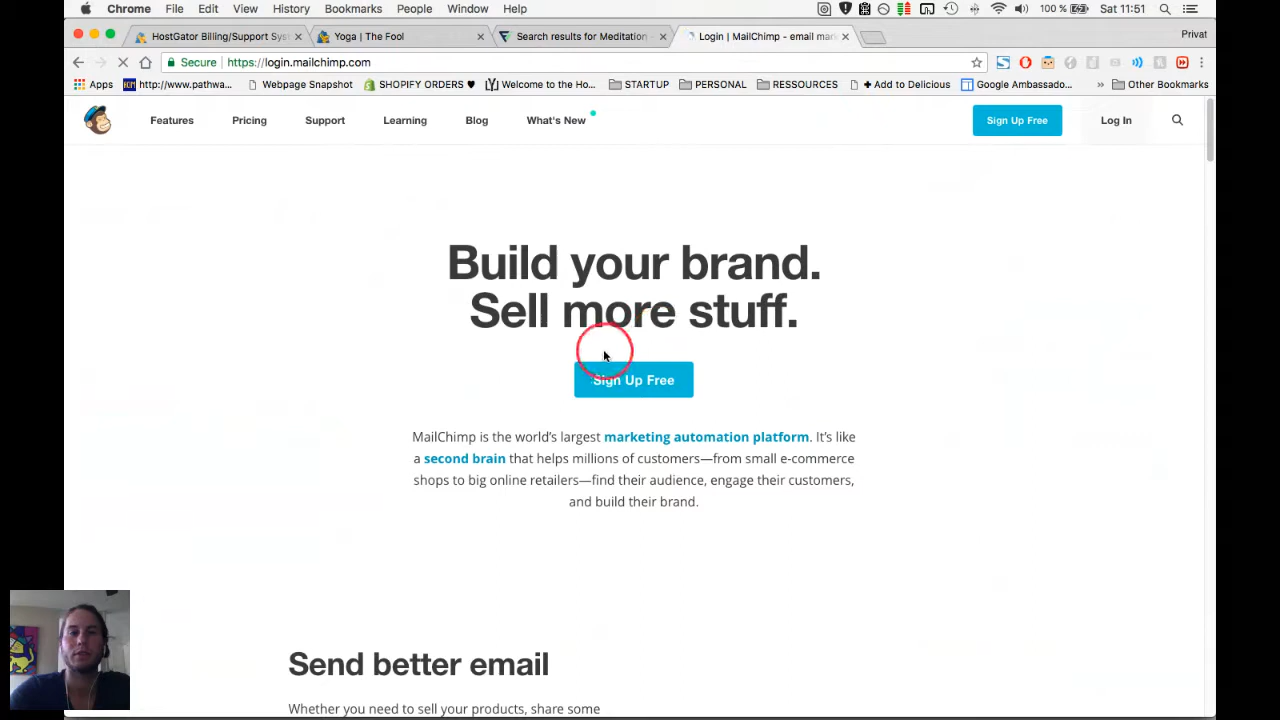 Chrome File Edit View History Bookmarks People Window Help 100 % Sat 11:51
HostGator Billing/Support Sys Yoga | The Fool Search results for Meditation - Login | MailChimp - email mar Privat
Secure https://login.mailchimp.com
Apps http://www.pathwa... Webpage Snapshot SHOPIFY ORDERS ♥ Welcome to the Ho... STARTUP PERSONAL RESSOURCES + Add to Delicious Google Ambassado... » Other Bookmarks
Features Pricing Support Learning Blog What's New Sign Up Free Log In
Build your brand.
Sell more stuff.
Sign Up Free
MailChimp is the world's largest marketing automation platform. It's like
a second brain that helps millions of customers—from small e-commerce
shops to big online retailers—find their audience, engage their customers,
and build their brand.
Send better email
Whether you need to sell your products, share some